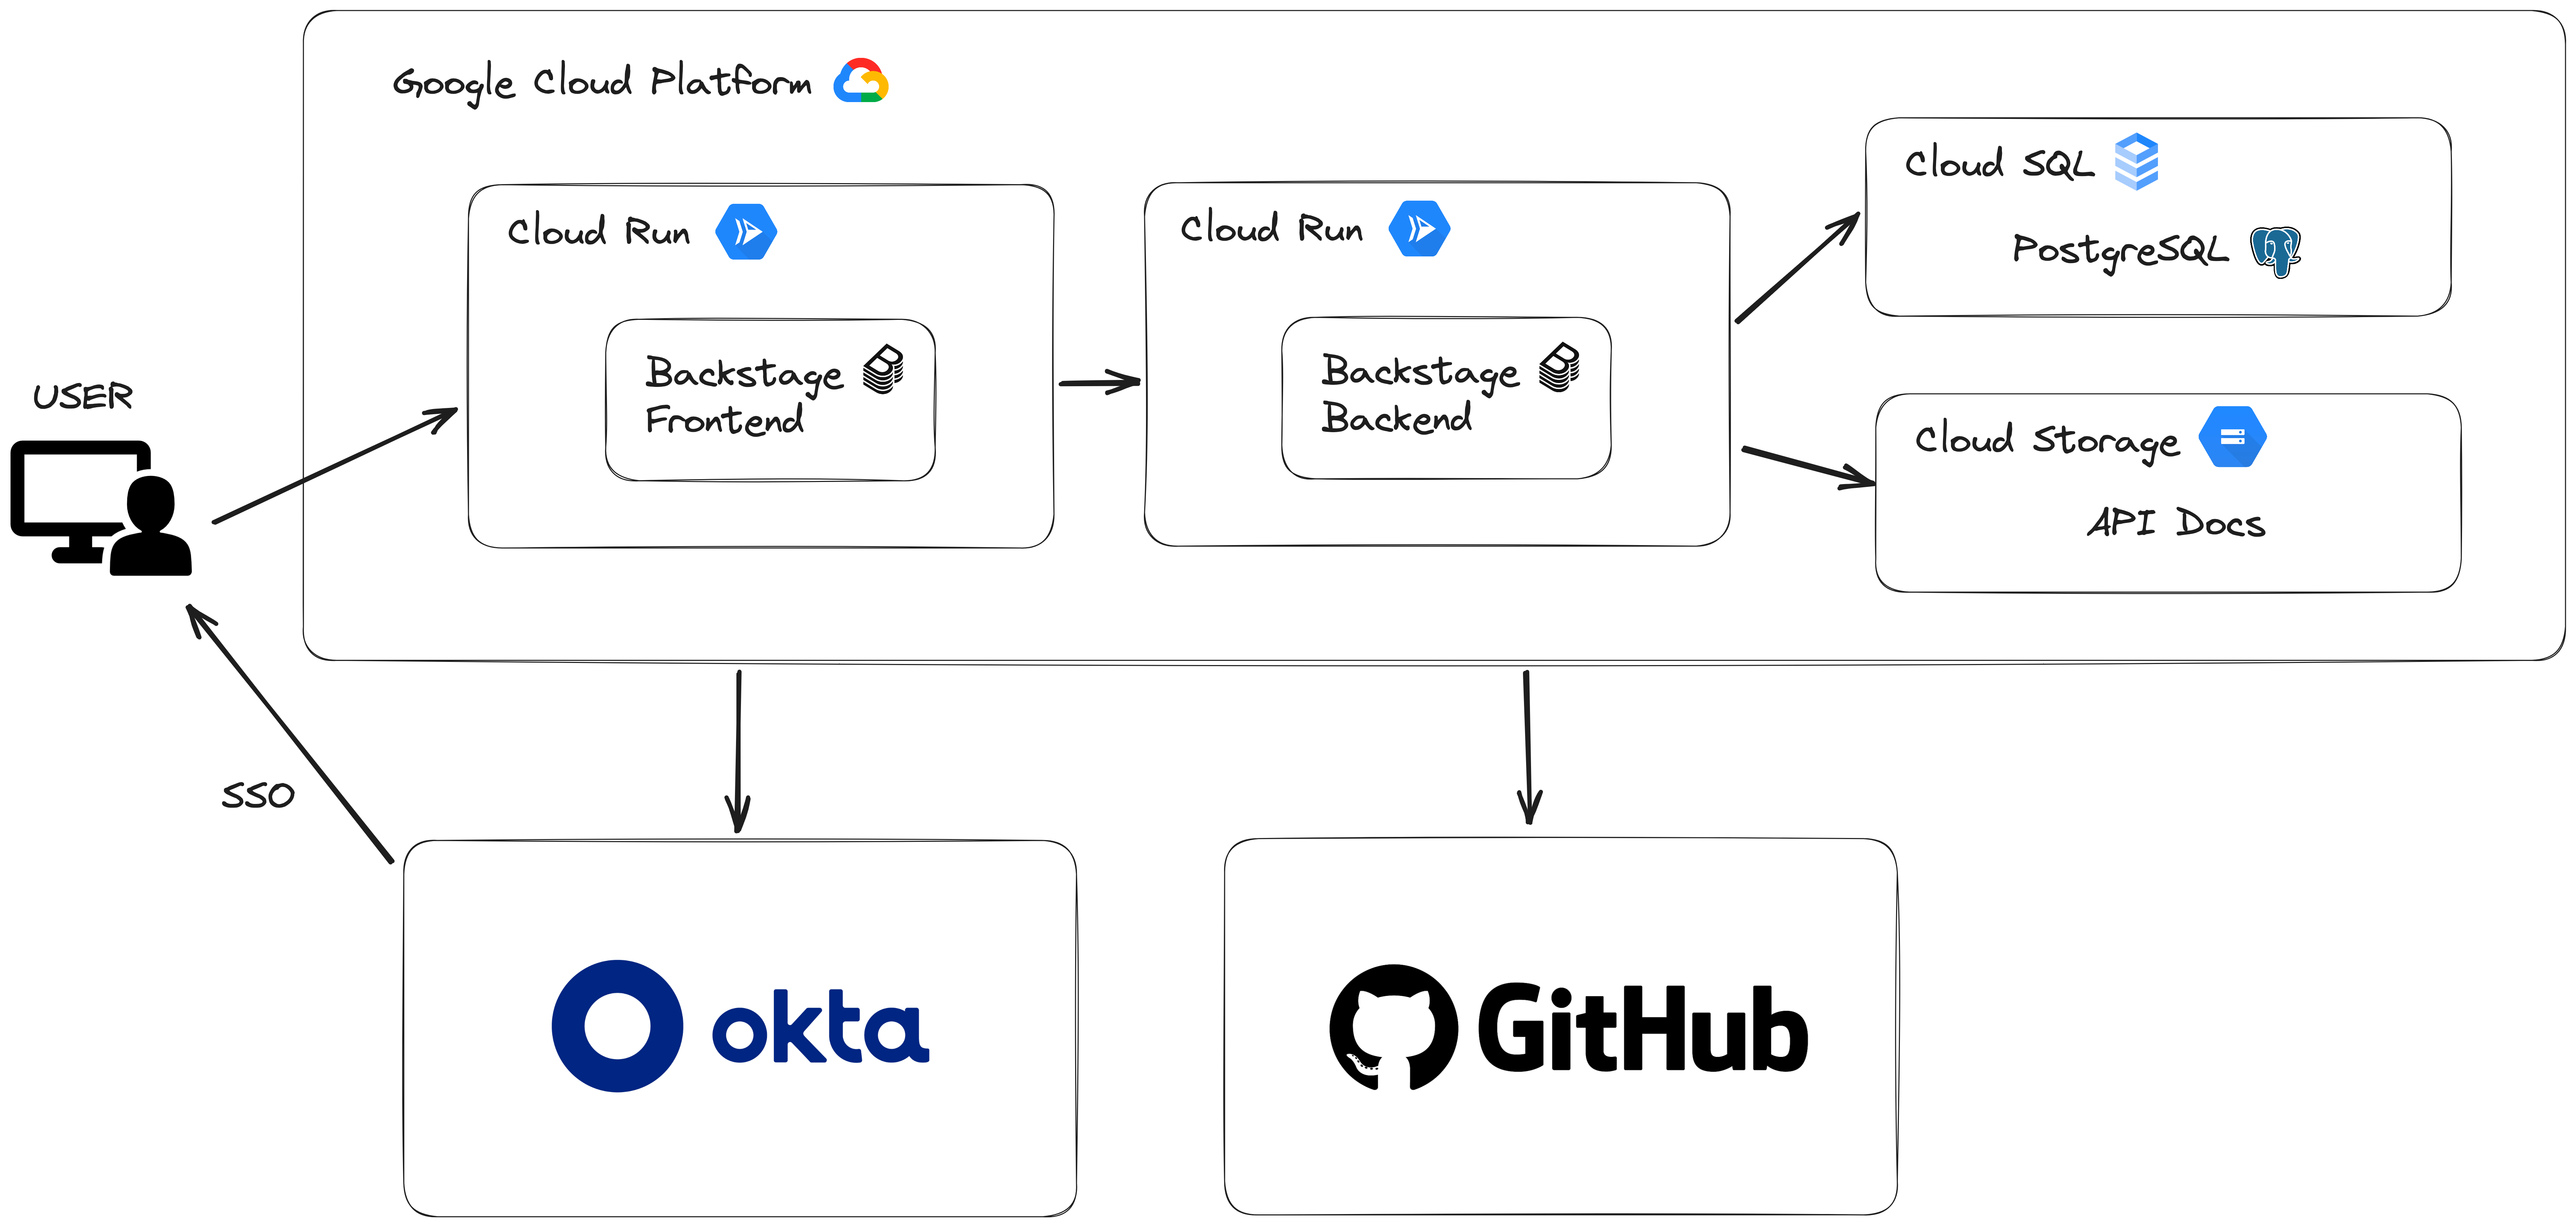 Google Cloud Platform
Cloud SQL
PostgreSQL
Cloud Run
Backstage
Frontend
Cloud Run
Backstage
Backend
USER
Cloud Storage
API Docs
SSO
okta
GitHub